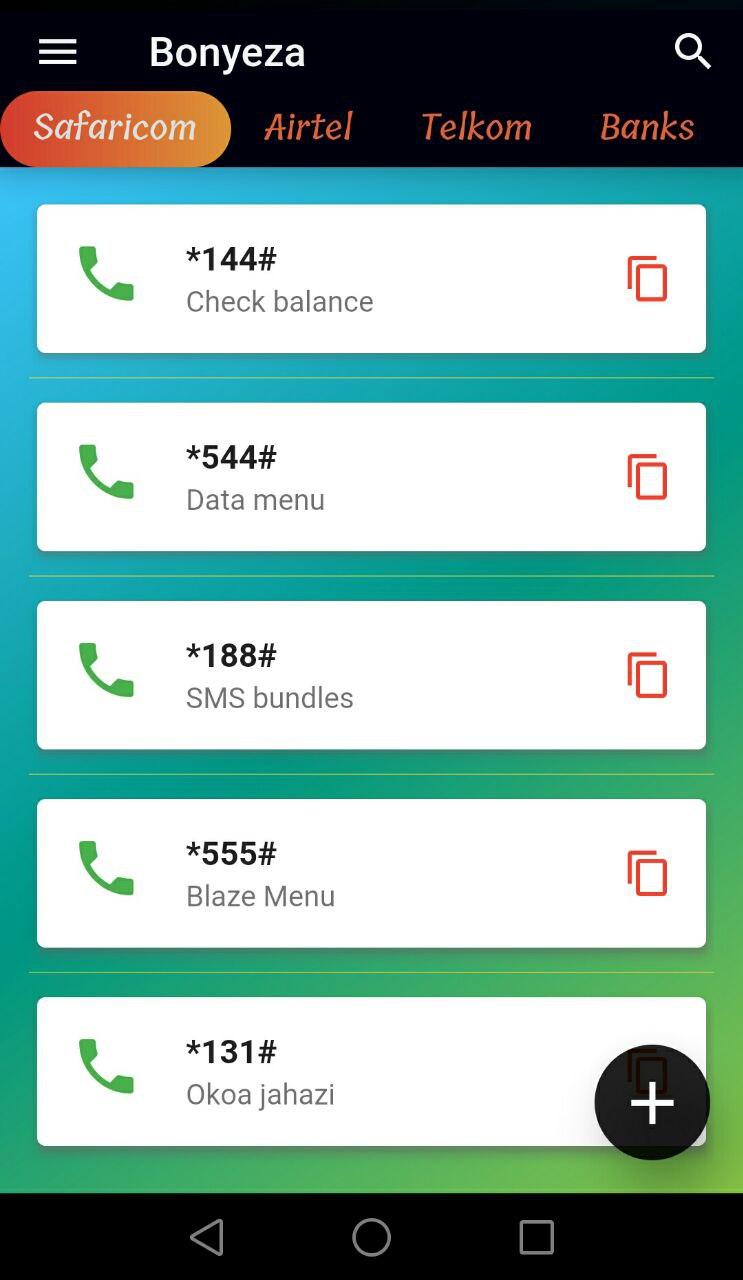 Bonyeza
Safaricom Airtel Telkom Banks
*144#
Check balance
*544#
Data menu
*188#
SMS bundles
*555#
Blaze Menu
*131#
Okoa jahazi